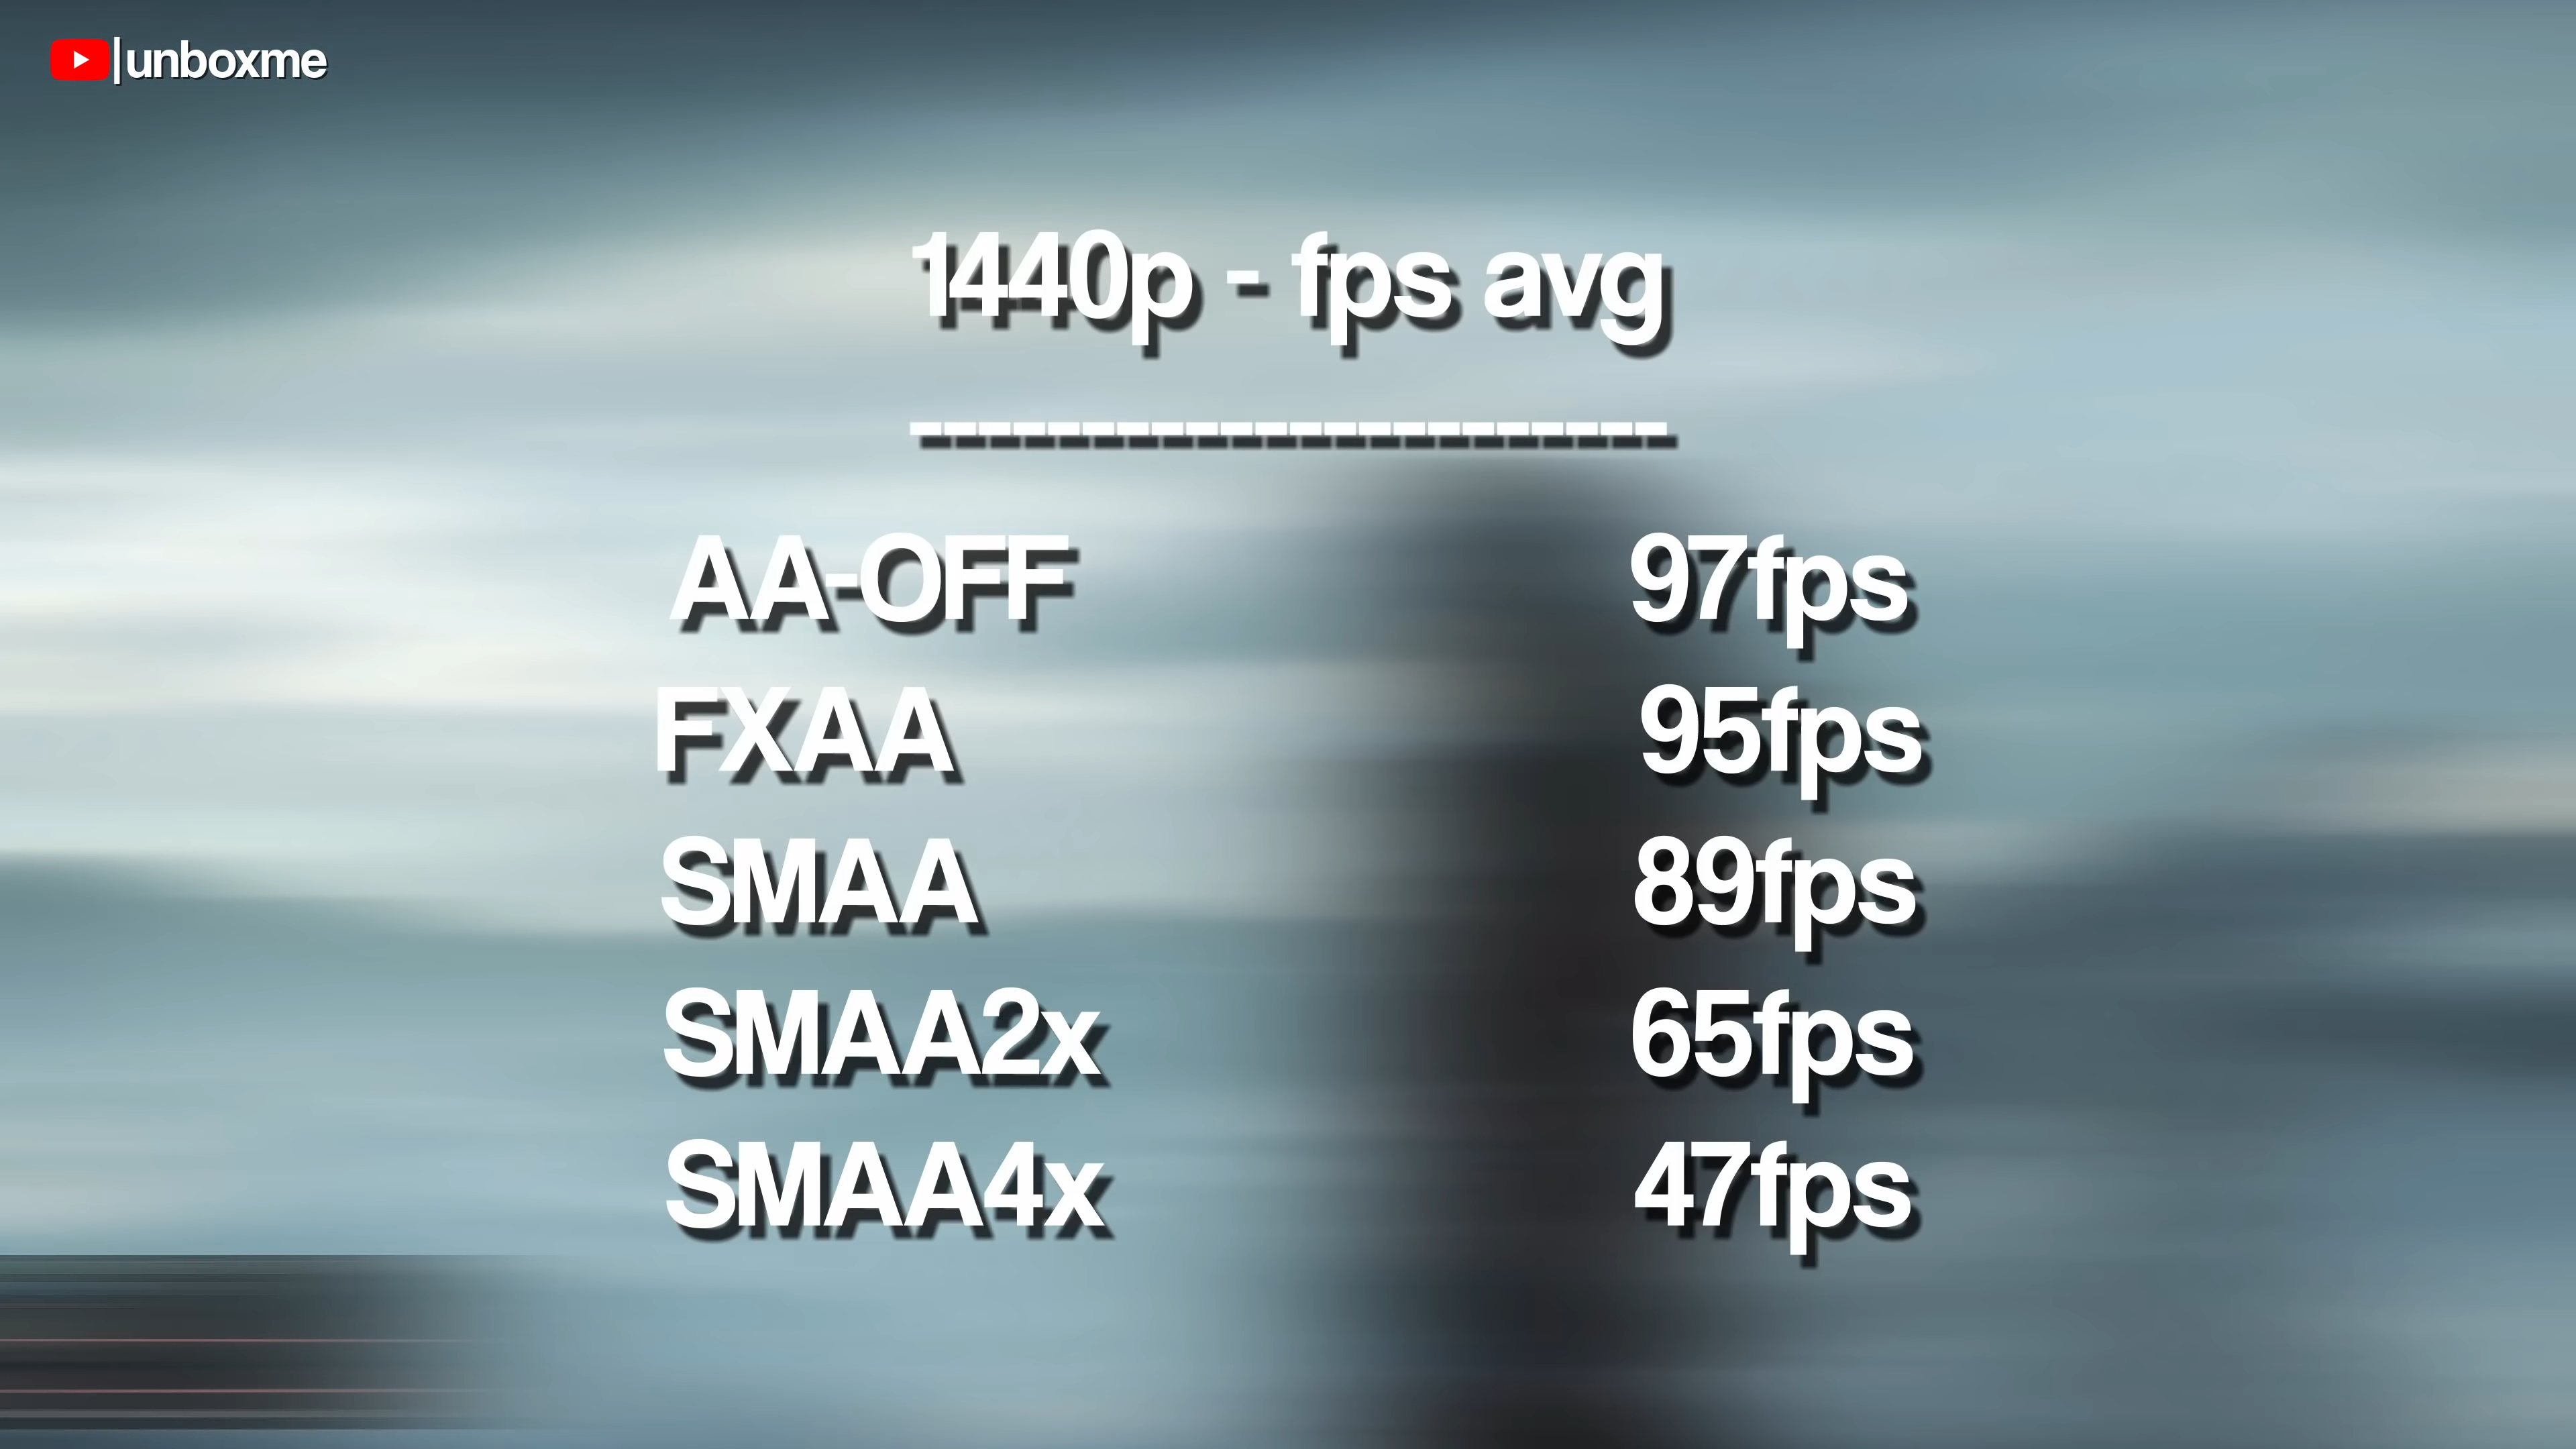 |unboxme
1440p - fps avg
----------------------
AA-OFF 97fps
FXAA 95fps
SMAA 89fps
SMAA2x 65fps
SMAA4x 47fps